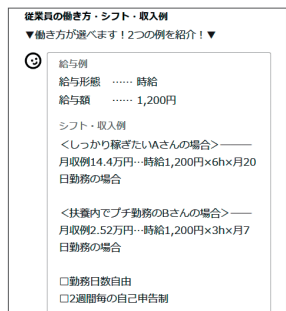 従業員の働き方・シフト・収入例
▼働き方が選べます！2つの例を紹介！▼
給与例
給与形態 …… 時給
給与額 …… 1,200円
シフト・収入例
＜しっかり稼ぎたいAさんの場合＞――
月収例14.4万円…時給1,200円×6h×月20
日勤務の場合
＜扶養内でプチ勤務のBさんの場合＞――
月収例2.52万円…時給1,200円×3h×月7
日勤務の場合
□勤務日数自由
□2週間毎の自己申告制